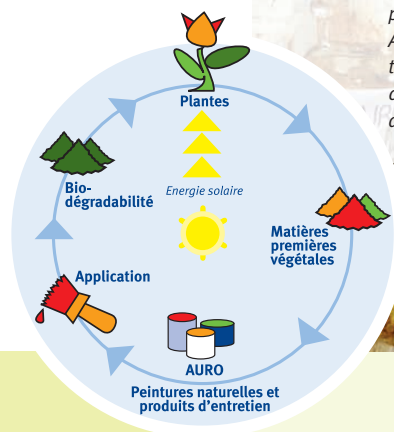 Plantes
Energie solaire
Bio-
dégradabilité
Matières
premières
végétales
Application
AURO
Peintures naturelles et
produits d'entretien